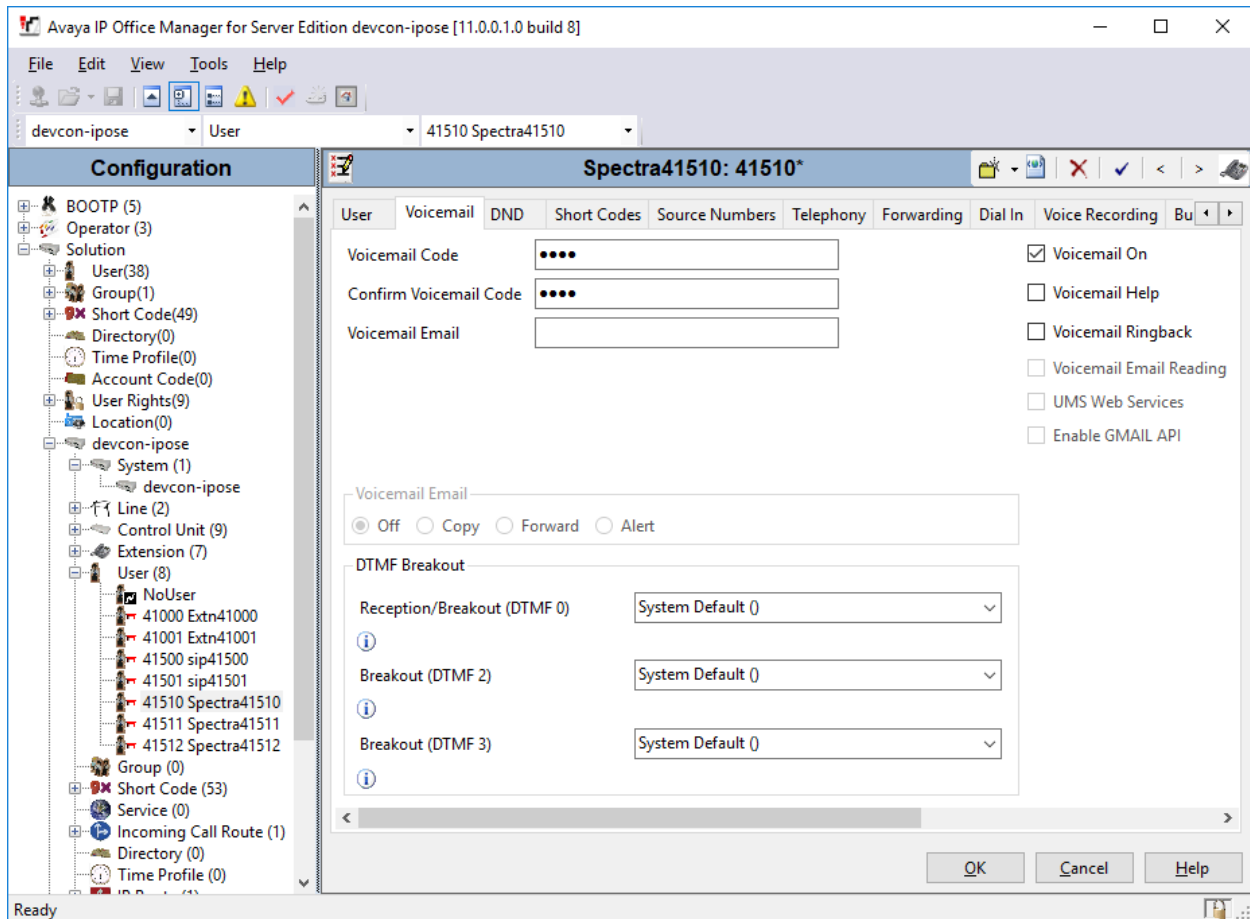 Avaya IP Office Manager for Server Edition devcon-ipose [11.0.0.1.0 build 8]
File Edit View Tools Help
devcon-ipose User 41510 Spectra41510
Configuration
BOOTP (5)
Operator (3)
Solution
User(38)
Group(1)
Short Code(49)
Directory(0)
Time Profile(0)
Account Code(0)
User Rights(9)
Location(0)
devcon-ipose
System (1)
devcon-ipose
Line (2)
Control Unit (9)
Extension (7)
User (8)
NoUser
41000 Extn41000
41001 Extn41001
41500 sip41500
41501 sip41501
41510 Spectra41510
41511 Spectra41511
41512 Spectra41512
Group (0)
Short Code (53)
Service (0)
Incoming Call Route (1)
Directory (0)
Time Profile (0)
Spectra41510: 41510*
User Voicemail DND Short Codes Source Numbers Telephony Forwarding Dial In Voice Recording Bu
Voicemail Code
Confirm Voicemail Code
Voicemail Email
Voicemail On
Voicemail Help
Voicemail Ringback
Voicemail Email Reading
UMS Web Services
Enable GMAIL API
Voicemail Email
Off Copy Forward Alert
DTMF Breakout
Reception/Breakout (DTMF 0) System Default ()
Breakout (DTMF 2) System Default ()
Breakout (DTMF 3) System Default ()
OK Cancel Help
Ready